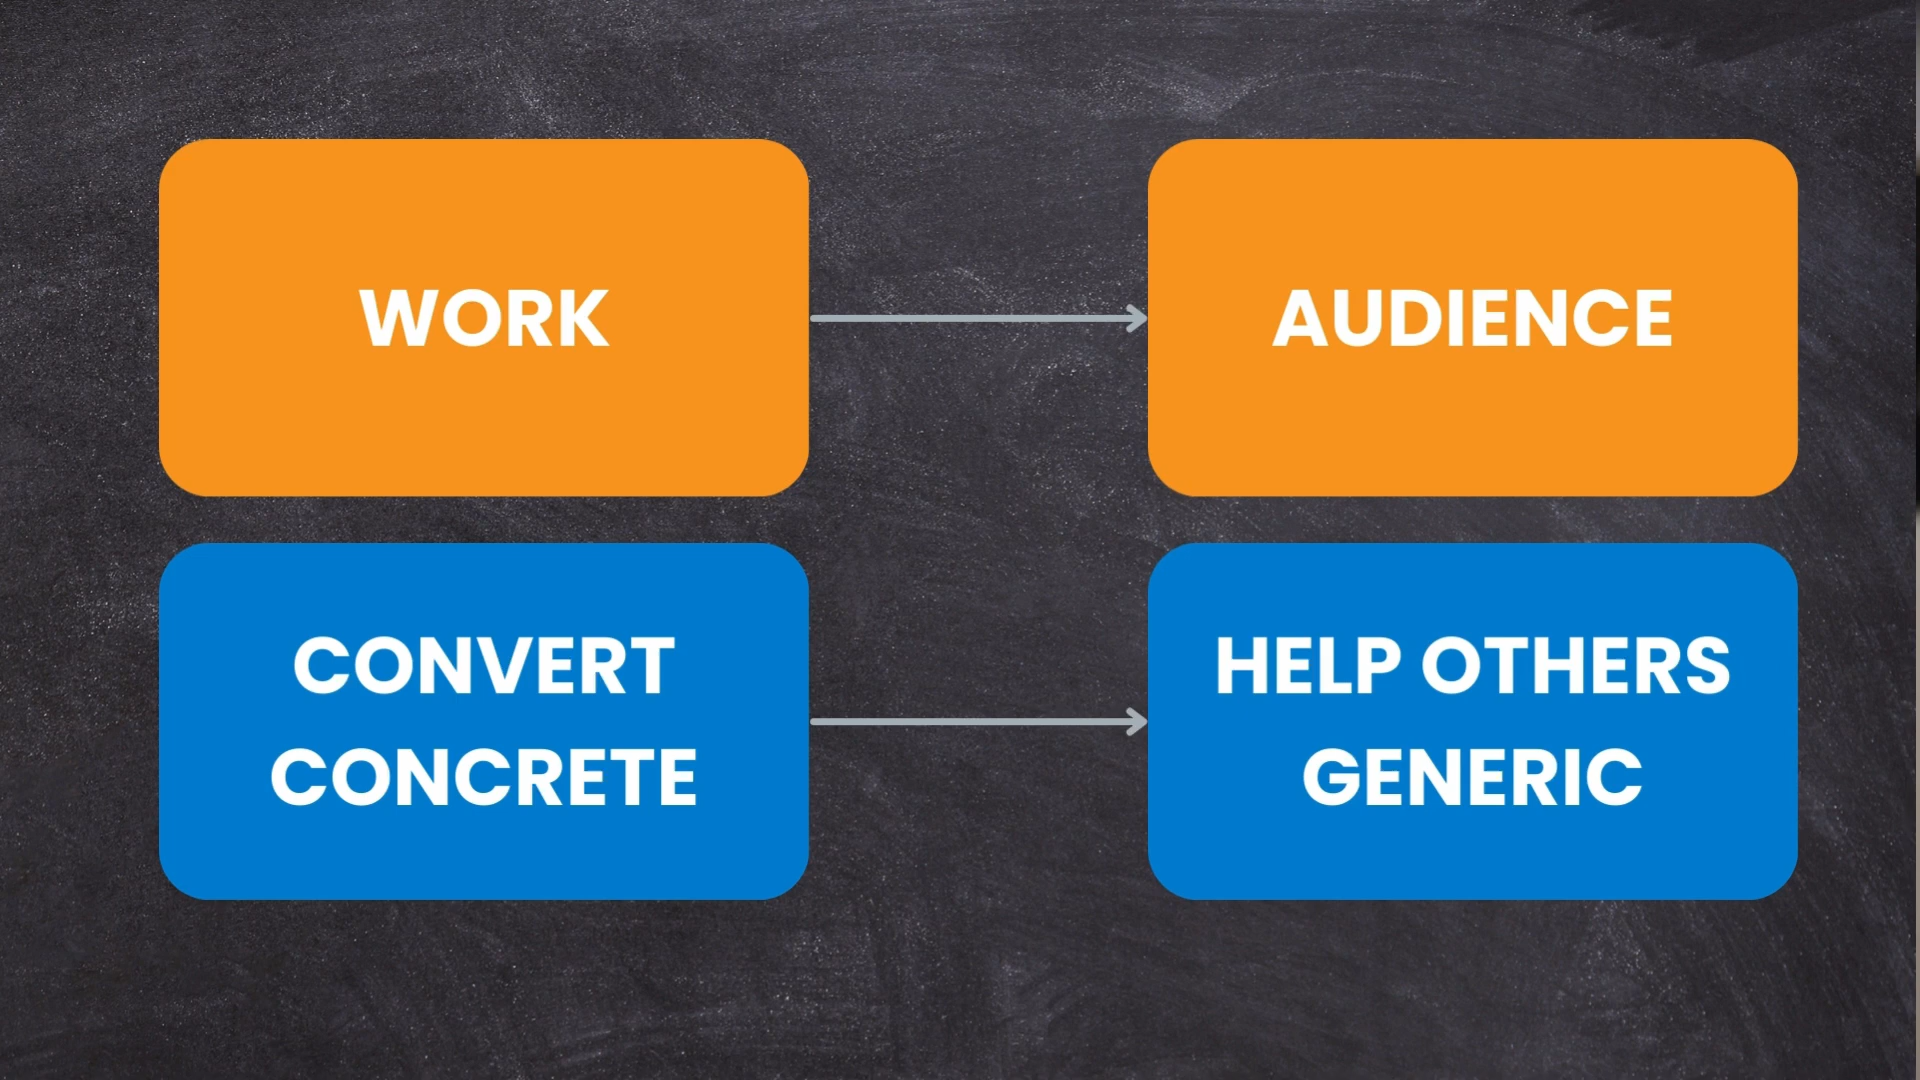 WORK
AUDIENCE
CONVERT
CONCRETE
HELP OTHERS
GENERIC